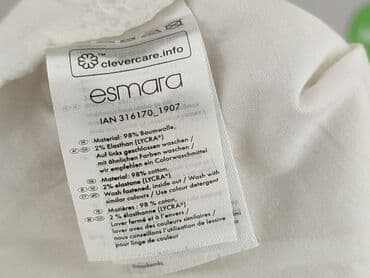 ™ clevercare.info
esmara
IAN 316170_1907
DE Material: 98% Baumwolle,
2% Elasthan (LYCRA®)
Auf links geschlossen waschen /
mit ähnlichen Farben waschen /
wir empfehlen ein Colorwaschmittel
Material: 98% cotton,
2% elastane (LYCRA®)
Wash fastened, inside out / Wash with
similar colours / Use colour detergent
Matières : 98 % coton,
2 % élasthanne (LYCRA®)
Laver fermé et à l'envers /
laver avec des couleurs similaires /
nous conseillons l'utilisation de lessive
pour linge de couleur